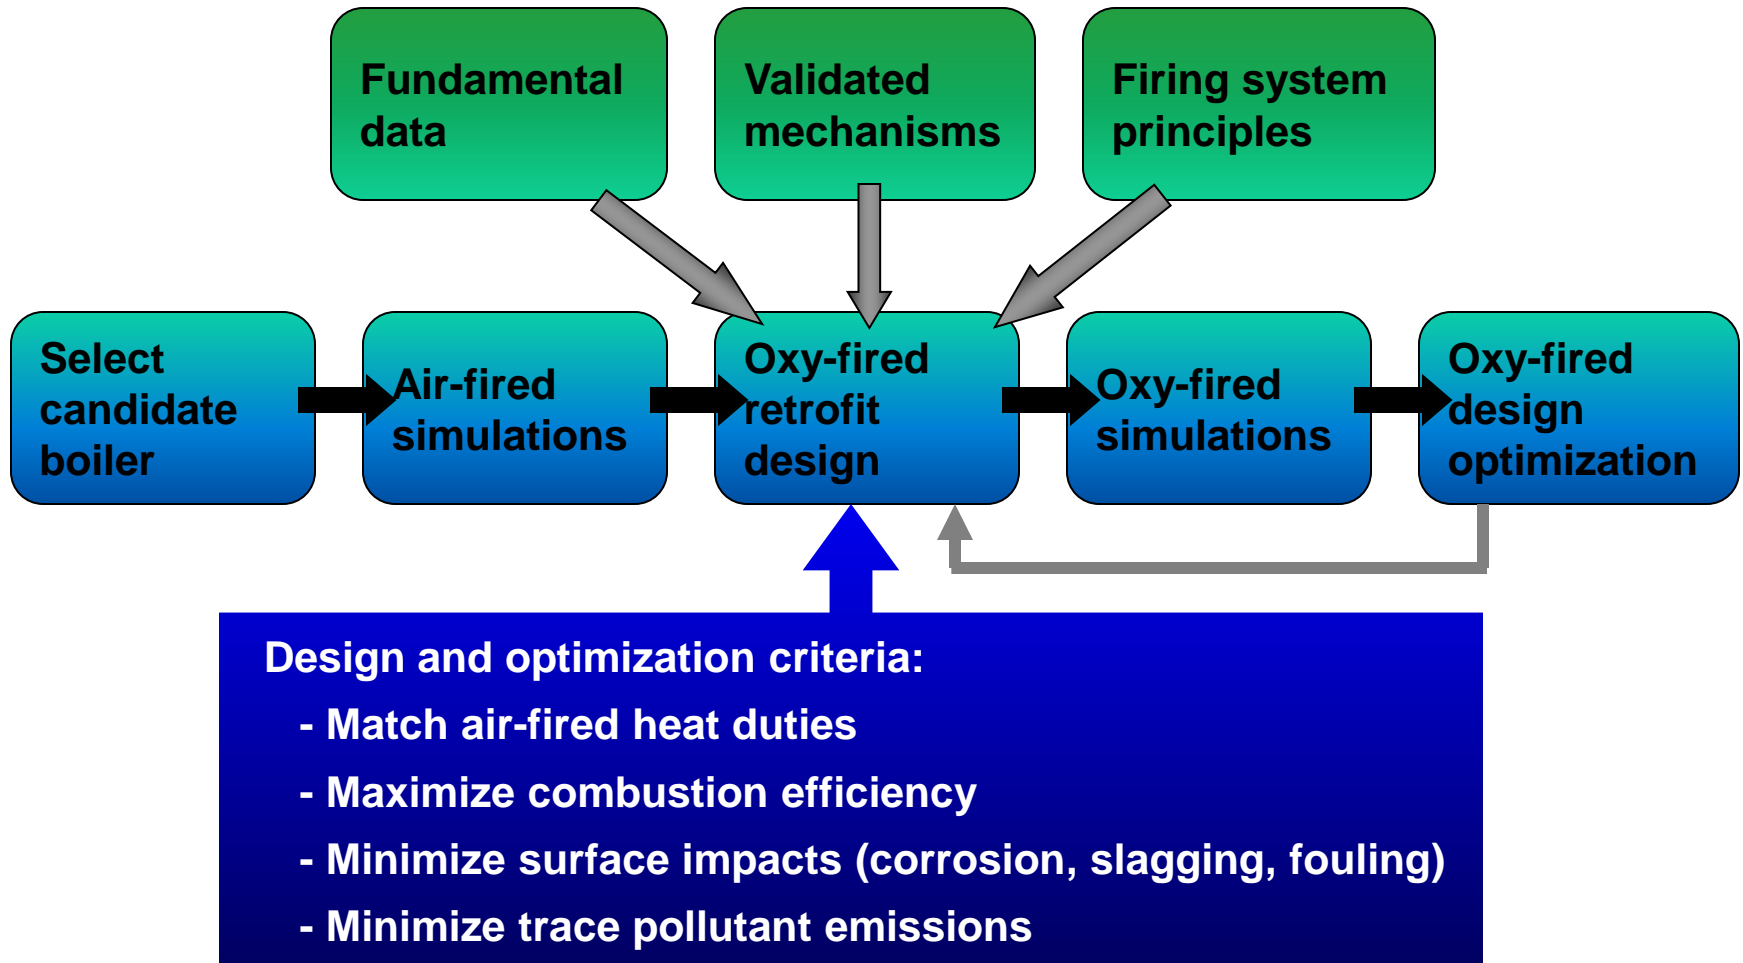 Fundamental
data
Validated
mechanisms
Firing system
principles
Select
candidate
boiler
Air-fired
simulations
Oxy-fired
retrofit
design
Oxy-fired
simulations
Oxy-fired
design
optimization
Design and optimization criteria:
- Match air-fired heat duties
- Maximize combustion efficiency
- Minimize surface impacts (corrosion, slagging, fouling)
- Minimize trace pollutant emissions